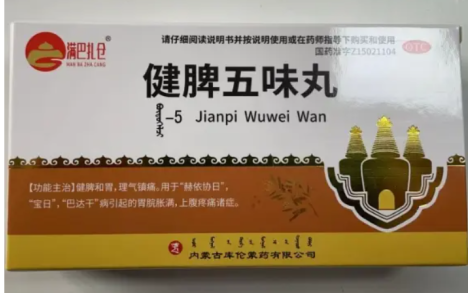 满巴扎仓
MAN BA ZHA CANG
请仔细阅读说明书并按说明使用或在药师指导下购买和使用
国药准字Z15021104
OTC
健脾五味丸
-5 Jianpi Wuwei Wan
【功能主治】健脾和胃，理气镇痛。用于“赫依协日”，
“宝日”，“巴达干”病引起的胃脘胀满，上腹疼痛诸症。
内蒙古库伦蒙药有限公司